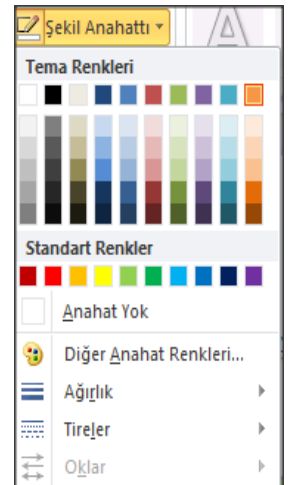 Şekil Anahattı
Tema Renkleri
Standart Renkler
Anahat Yok
Diğer Anahat Renkleri...
Ağırlık
Tireler
Oklar